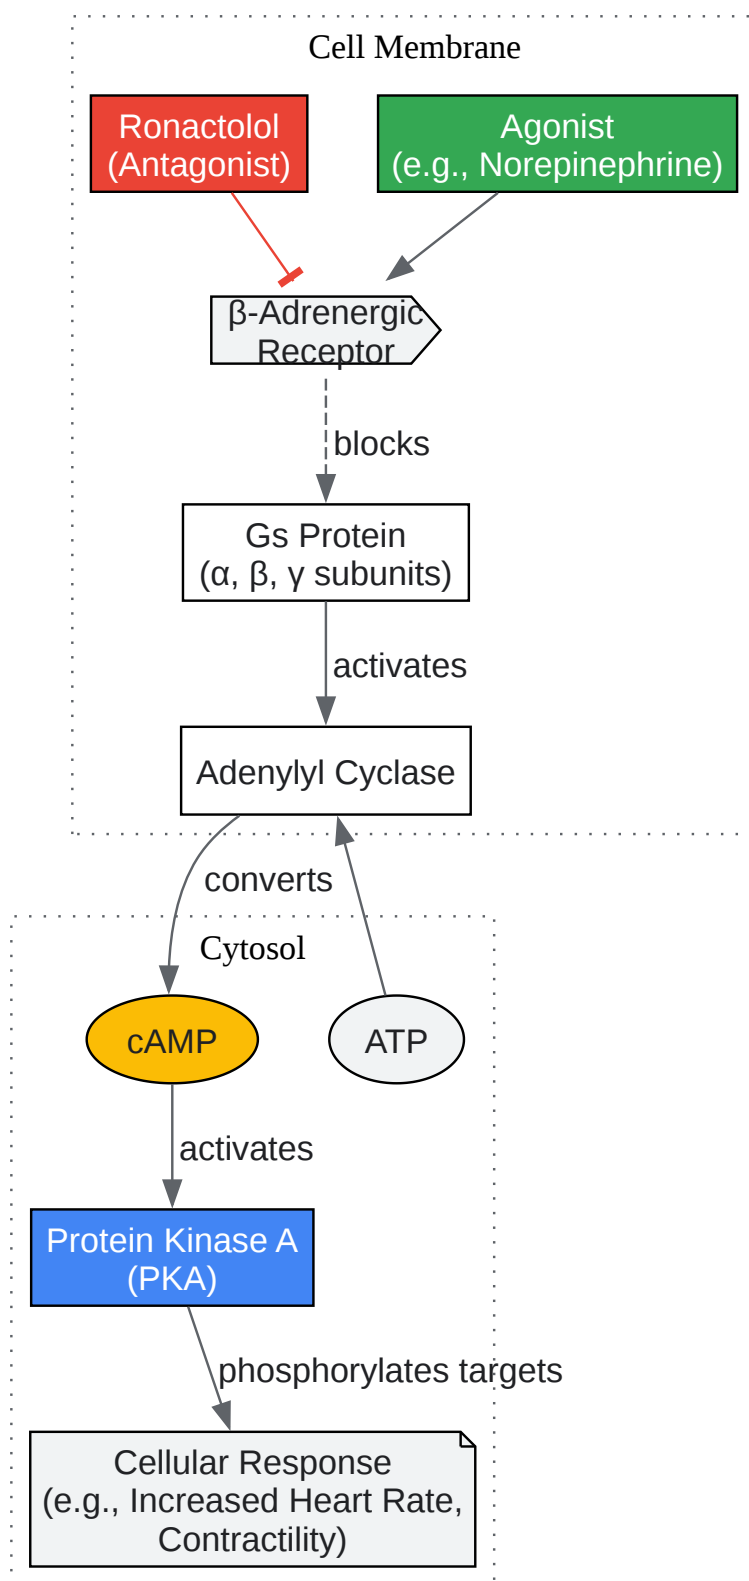 Cell Membrane
Ronactolol
(Antagonist)
Agonist
(e.g., Norepinephrine)
β-Adrenergic
Receptor
blocks
Gs Protein
(α, β, γ subunits)
activates
Adenylyl Cyclase
converts
Cytosol
cAMP
ATP
activates
Protein Kinase A
(PKA)
phosphorylates targets
Cellular Response
(e.g., Increased Heart Rate,
Contractility)